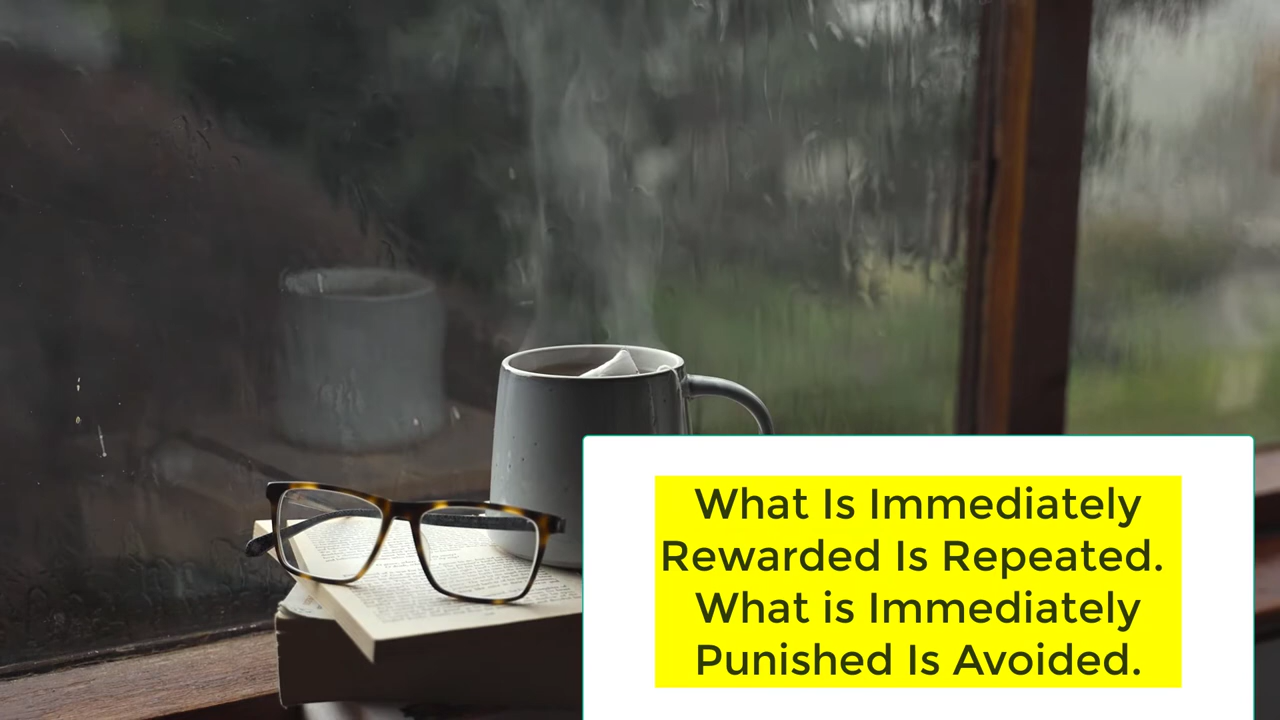 What Is Immediately
Rewarded Is Repeated.
What is Immediately
Punished Is Avoided.